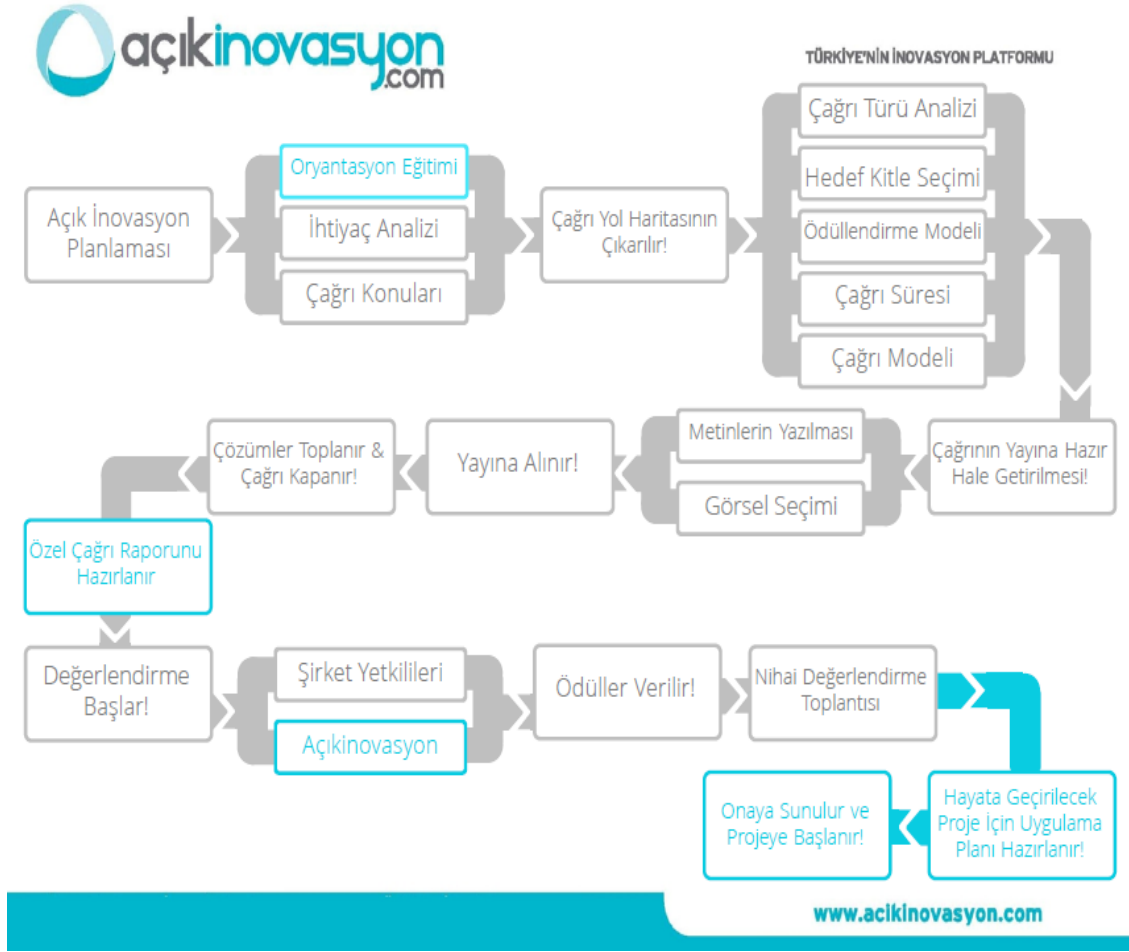 açıkinovasyon
.com
TÜRKİYE'NİN İNOVASYON PLATFORMU
Açık İnovasyon
Planlaması
Oryantasyon Eğitimi
İhtiyaç Analizi
Çağrı Konuları
Çağrı Yol Haritasının
Çıkarılır!
Çağrı Türü Analizi
Hedef Kitle Seçimi
Ödüllendirme Modeli
Çağrı Süresi
Çağrı Modeli
Çağrının Yayına Hazır
Hale Getirilmesi!
Metinlerin Yazılması
Görsel Seçimi
Yayına Alınır!
Çözümler Toplanır &
Çağrı Kapanır!
Özel Çağrı Raporunu
Hazırlanır
Değerlendirme
Başlar!
Şirket Yetkilileri
Açıkinovasyon
Ödüller Verilir!
Nihai Değerlendirme
Toplantısı
Hayata Geçirilecek
Proje İçin Uygulama
Planı Hazırlanır!
Onaya Sunulur ve
Projeye Başlanır!
www.acikinovasyon.com